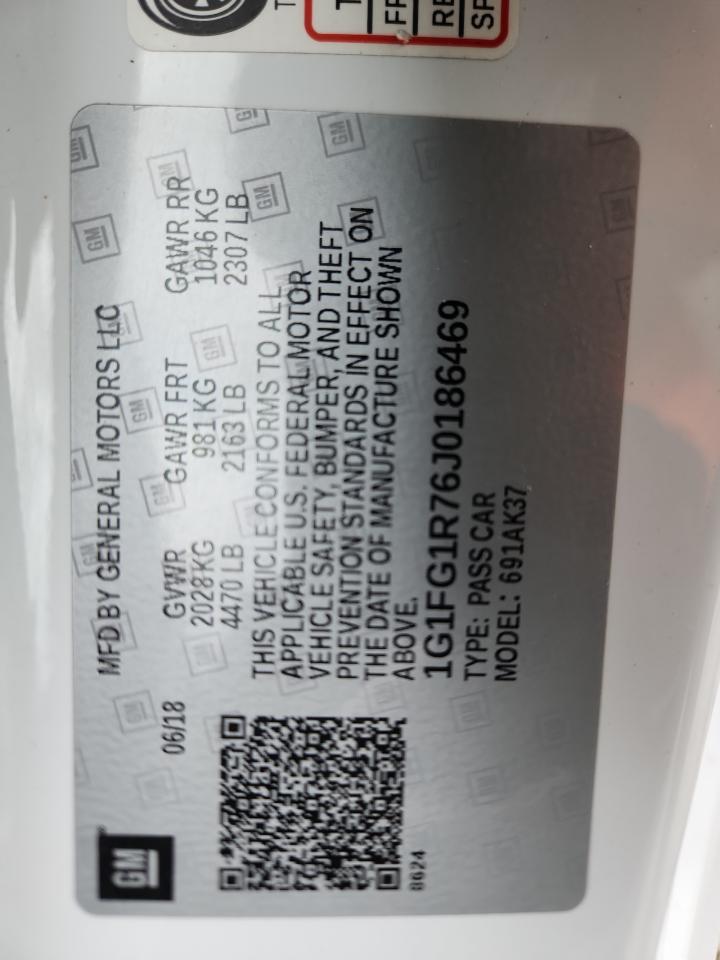 GM
MFD BY GENERAL MOTORS LLC
06/18
GVWR GAWR FRT GAWR RR
2028 KG 981 KG 1046 KG
4470 LB 2163 LB 2307 LB
THIS VEHICLE CONFORMS TO ALL
APPLICABLE U.S. FEDERAL MOTOR
VEHICLE SAFETY, BUMPER, AND THEFT
PREVENTION STANDARDS IN EFFECT ON
THE DATE OF MANUFACTURE SHOWN
ABOVE.
1G1FG1R76J0186469
TYPE: PASS CAR
MODEL: 691AK37
8624